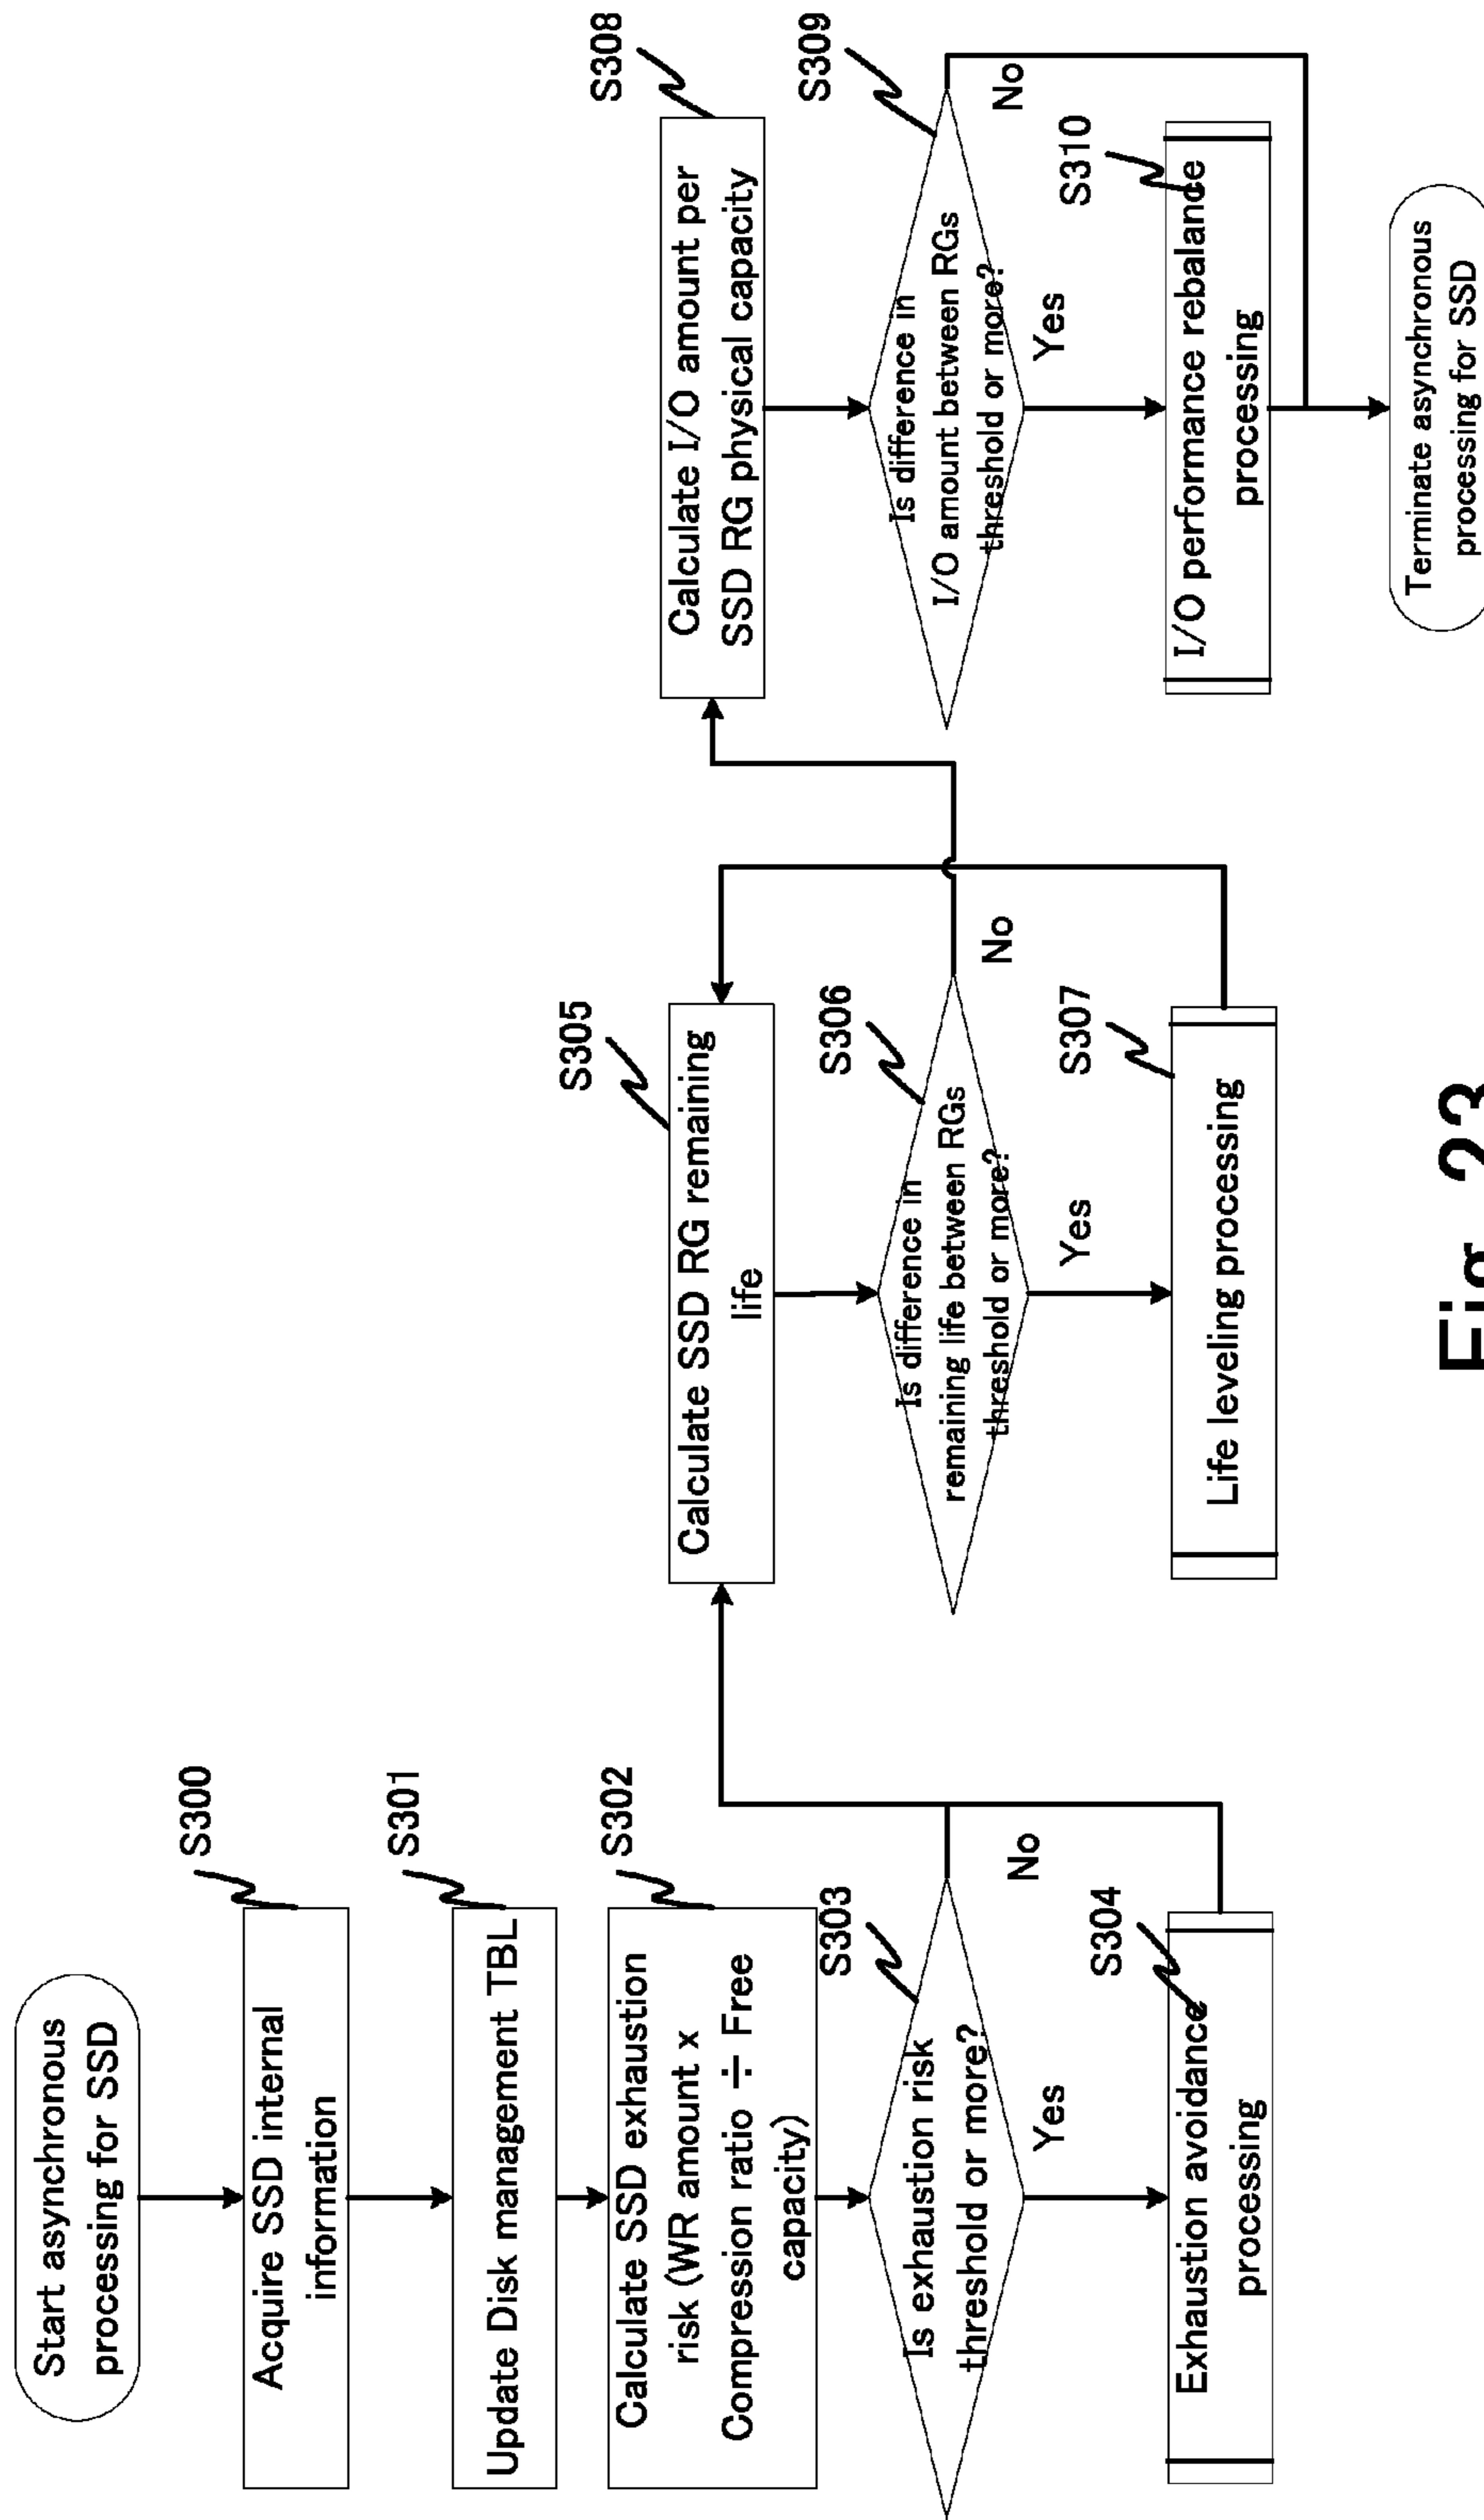 Start asynchronous
processing for SSD
S300
Acquire SSD internal
information
S301
Update Disk management TBL
S302
Calculate SSD exhaustion
risk (WR amount x
Compression ratio ÷ Free
capacity)
S303
Is exhaustion risk
threshold or more?
No
Yes
S304
Exhaustion avoidance
processing
S305
Calculate SSD RG remaining
life
S306
Is difference in
remaining life between RGs
threshold or more?
No
Yes
S307
Life leveling processing
S308
Calculate I/O amount per
SSD RG physical capacity
S309
Is difference in
I/O amount between RGs
threshold or more?
No
Yes
S310
I/O performance rebalance
processing
Terminate asynchronous
processing for SSD
Fig. 23